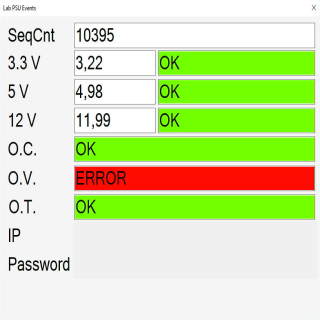 Lab PSU Events X
SeqCnt 10395
3.3 V 3,22 OK
5 V 4,98 OK
12 V 11,99 OK
O.C. OK
O.V. ERROR
O.T. OK
IP
Password